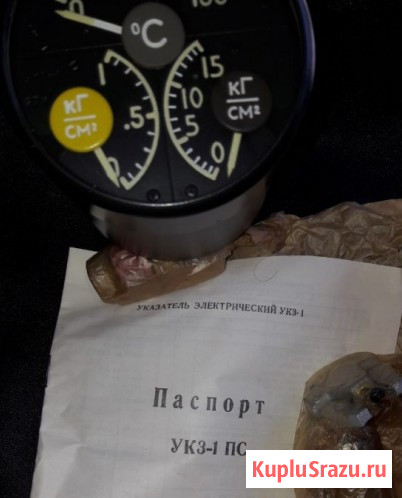 0
100
°C
1
15
КГ
СМ²
.5
10
5
КГ
СМ²
0
0
УКАЗАТЕЛЬ ЭЛЕКТРИЧЕСКИЙ УКЗ-1
Паспорт
УКЗ-1 ПС
KupluSrazu.ru